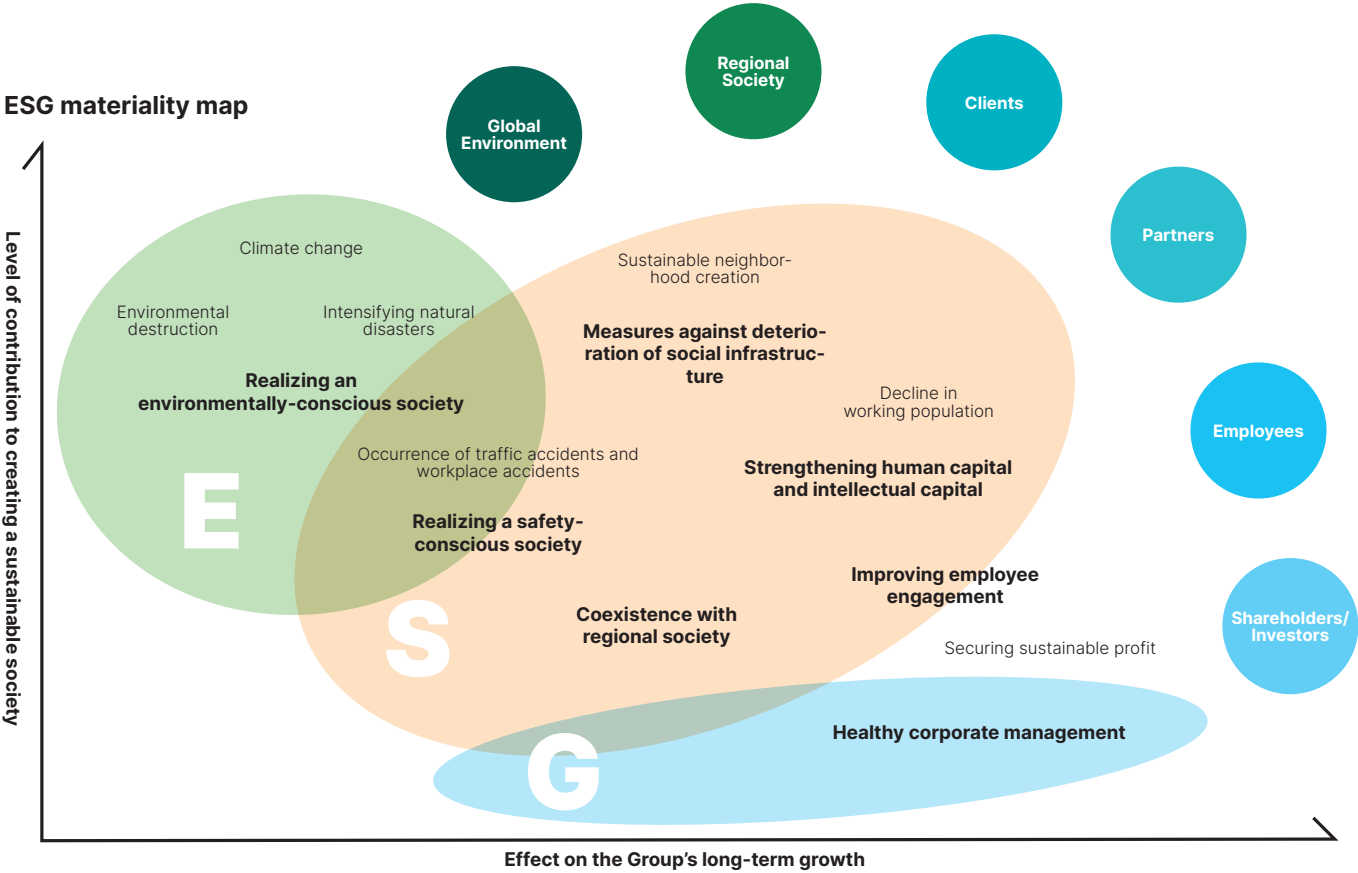 ESG materiality map
Global
Environment
Regional
Society
Clients
Partners
Employees
Shareholders/
Investors
Level of contribution to creating a sustainable society
Climate change
Environmental
destruction
Intensifying natural
disasters
Realizing an
environmentally-conscious society
E
Sustainable neighbor-
hood creation
Measures against deterio-
ration of social infrastruc-
ture
Decline in
working population
Occurrence of traffic accidents and
workplace accidents
Strengthening human capital
and intellectual capital
Realizing a safety-
conscious society
Improving employee
engagement
S
Coexistence with
regional society
Securing sustainable profit
Healthy corporate management
G
Effect on the Group’s long-term growth